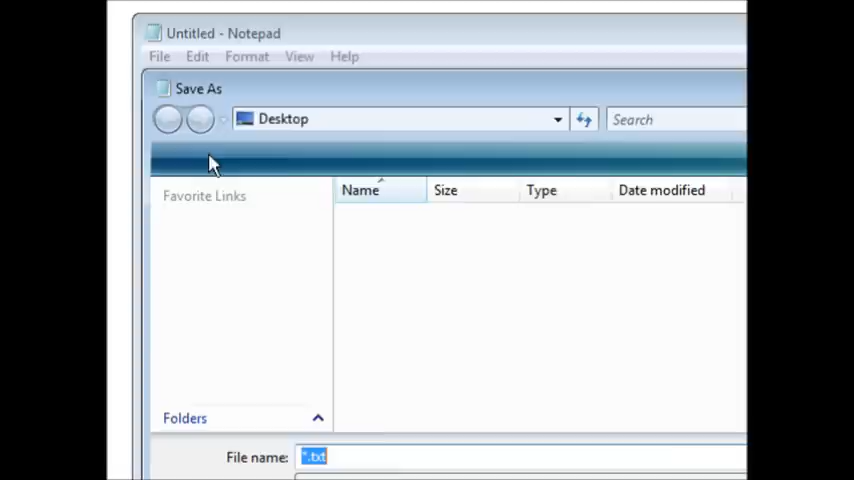 Untitled - Notepad
File Edit Format View Help
Save As
Desktop Search
Name Size Type Date modified
Favorite Links
Folders
File name: *.txt